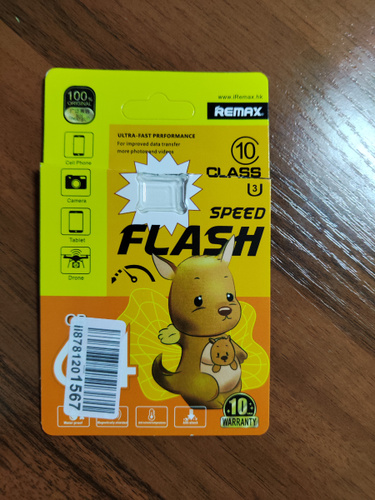 100%
ORIGINAL
www.iRemax.hk
REMAX
ULTRA-FAST PREFORMANCE
For improved data transfer
more photos and videos
10
CLASS
U 3
Cell Phone
Camera
Tablet
Drone
SPEED
FLASH
8781201567
10
WARRANTY